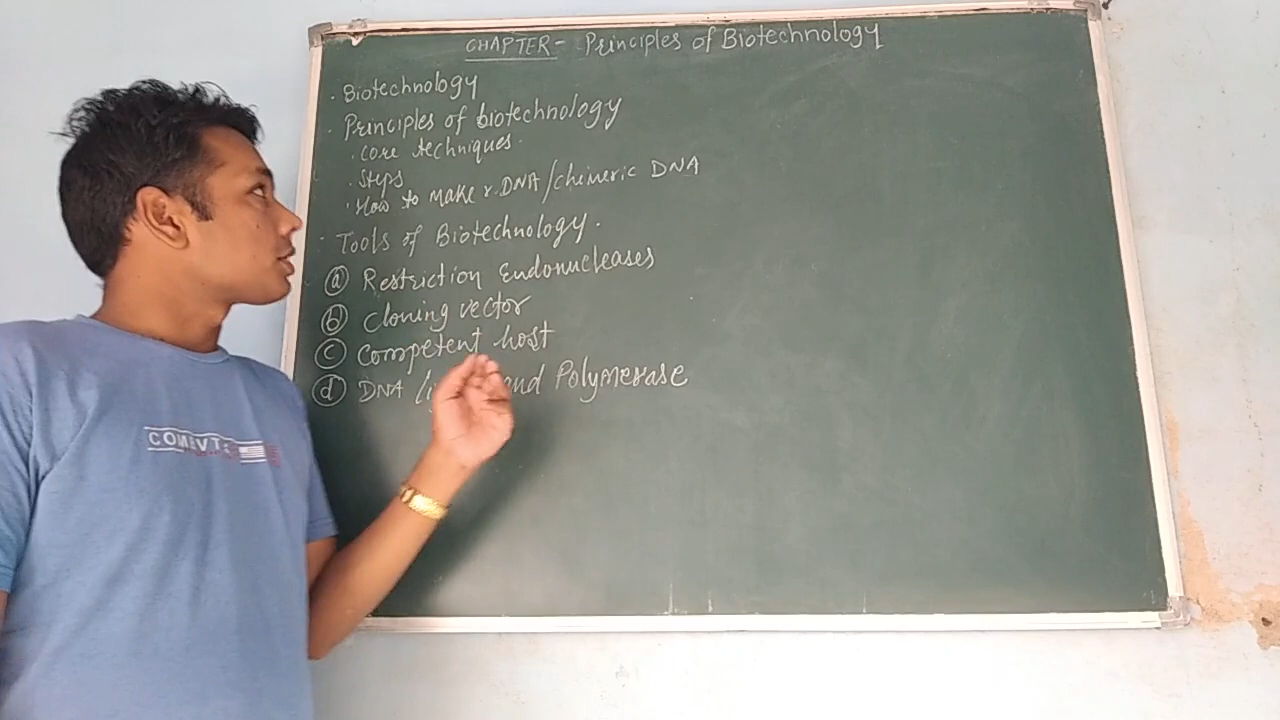 CHAPTER - Principles of Biotechnology
· Biotechnology
· Principles of biotechnology
· core techniques.
· Steps
· How to make r.DNA/chimeric DNA
- Tools of Biotechnology.
(a) Restriction Endonucleases
(b) cloning vector
(c) competent host
(d) DNA and Polymerase